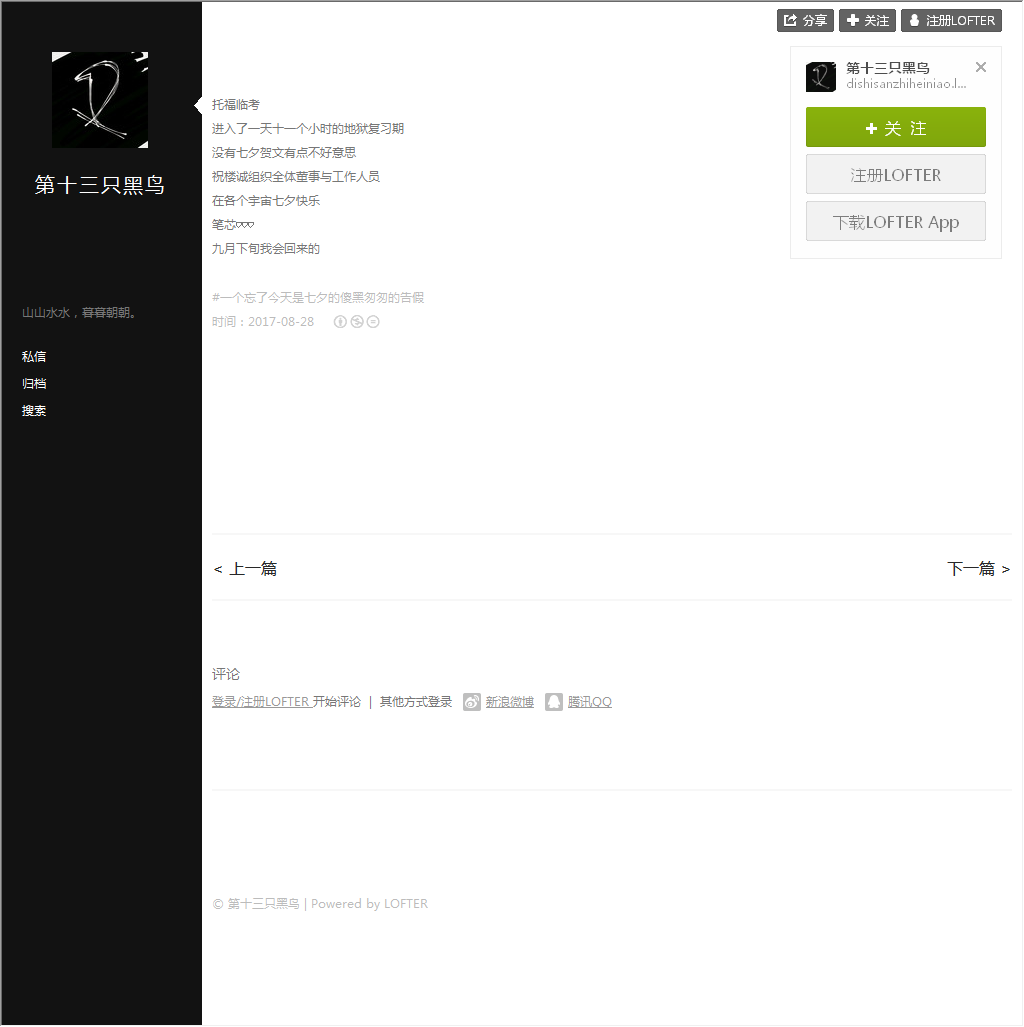 分享
关注
注册LOFTER
第十三只黑鸟
山山水水，暮暮朝朝。
私信
归档
搜索
托福临考
进入了一天十一个小时的地狱复习期
没有七夕贺文有点不好意思
祝楼诚组织全体董事与工作人员
在各个宇宙七夕快乐
笔芯♡♡♡
九月下旬我会回来的
#一个忘了今天是七夕的傻黑匆匆的告假
时间：2017-08-28
第十三只黑鸟
dishisanzhiheiniao.l...
关 注
注册LOFTER
下载LOFTER App
< 上一篇
下一篇 >
评论
登录/注册LOFTER 开始评论 | 其他方式登录 新浪微博 腾讯QQ
© 第十三只黑鸟 | Powered by LOFTER